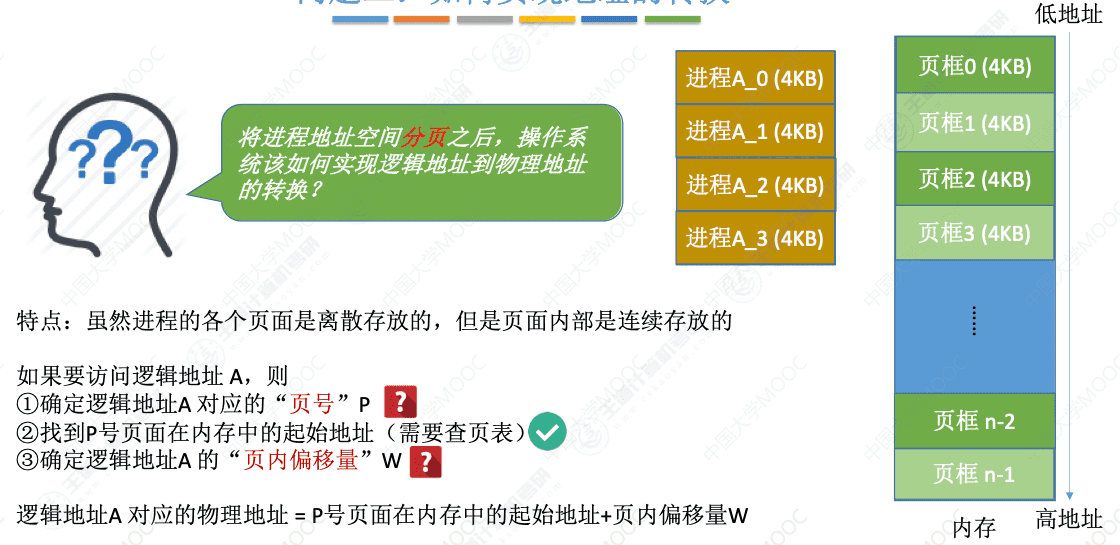 低地址
将进程地址空间分页之后，操作系
统该如何实现逻辑地址到物理地址
的转换？
???
进程A_0 (4KB)
进程A_1 (4KB)
进程A_2 (4KB)
进程A_3 (4KB)
页框0 (4KB)
页框1 (4KB)
页框2 (4KB)
页框3 (4KB)
......
页框 n-2
页框 n-1
内存
高地址
特点：虽然进程的各个页面是离散存放的，但是页面内部是连续存放的
如果要访问逻辑地址 A，则
①确定逻辑地址A 对应的“页号”P ?
②找到P号页面在内存中的起始地址（需要查页表）
③确定逻辑地址A 的“页内偏移量”W ?
逻辑地址A 对应的物理地址 = P号页面在内存中的起始地址+页内偏移量W
中国大学MOOC